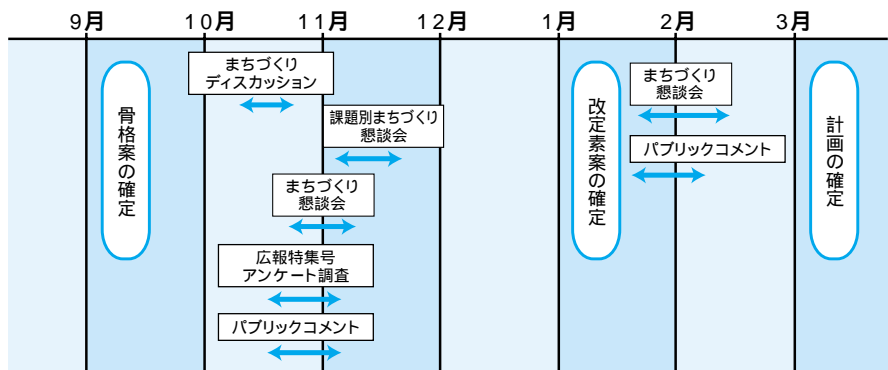 9月 10月 11月 12月 1月 2月 3月
骨格案の確定
まちづくり
ディスカッション
課題別まちづくり
懇談会
まちづくり
懇談会
広報特集号
アンケート調査
パブリックコメント
改定素案の確定
まちづくり
懇談会
パブリックコメント
計画の確定